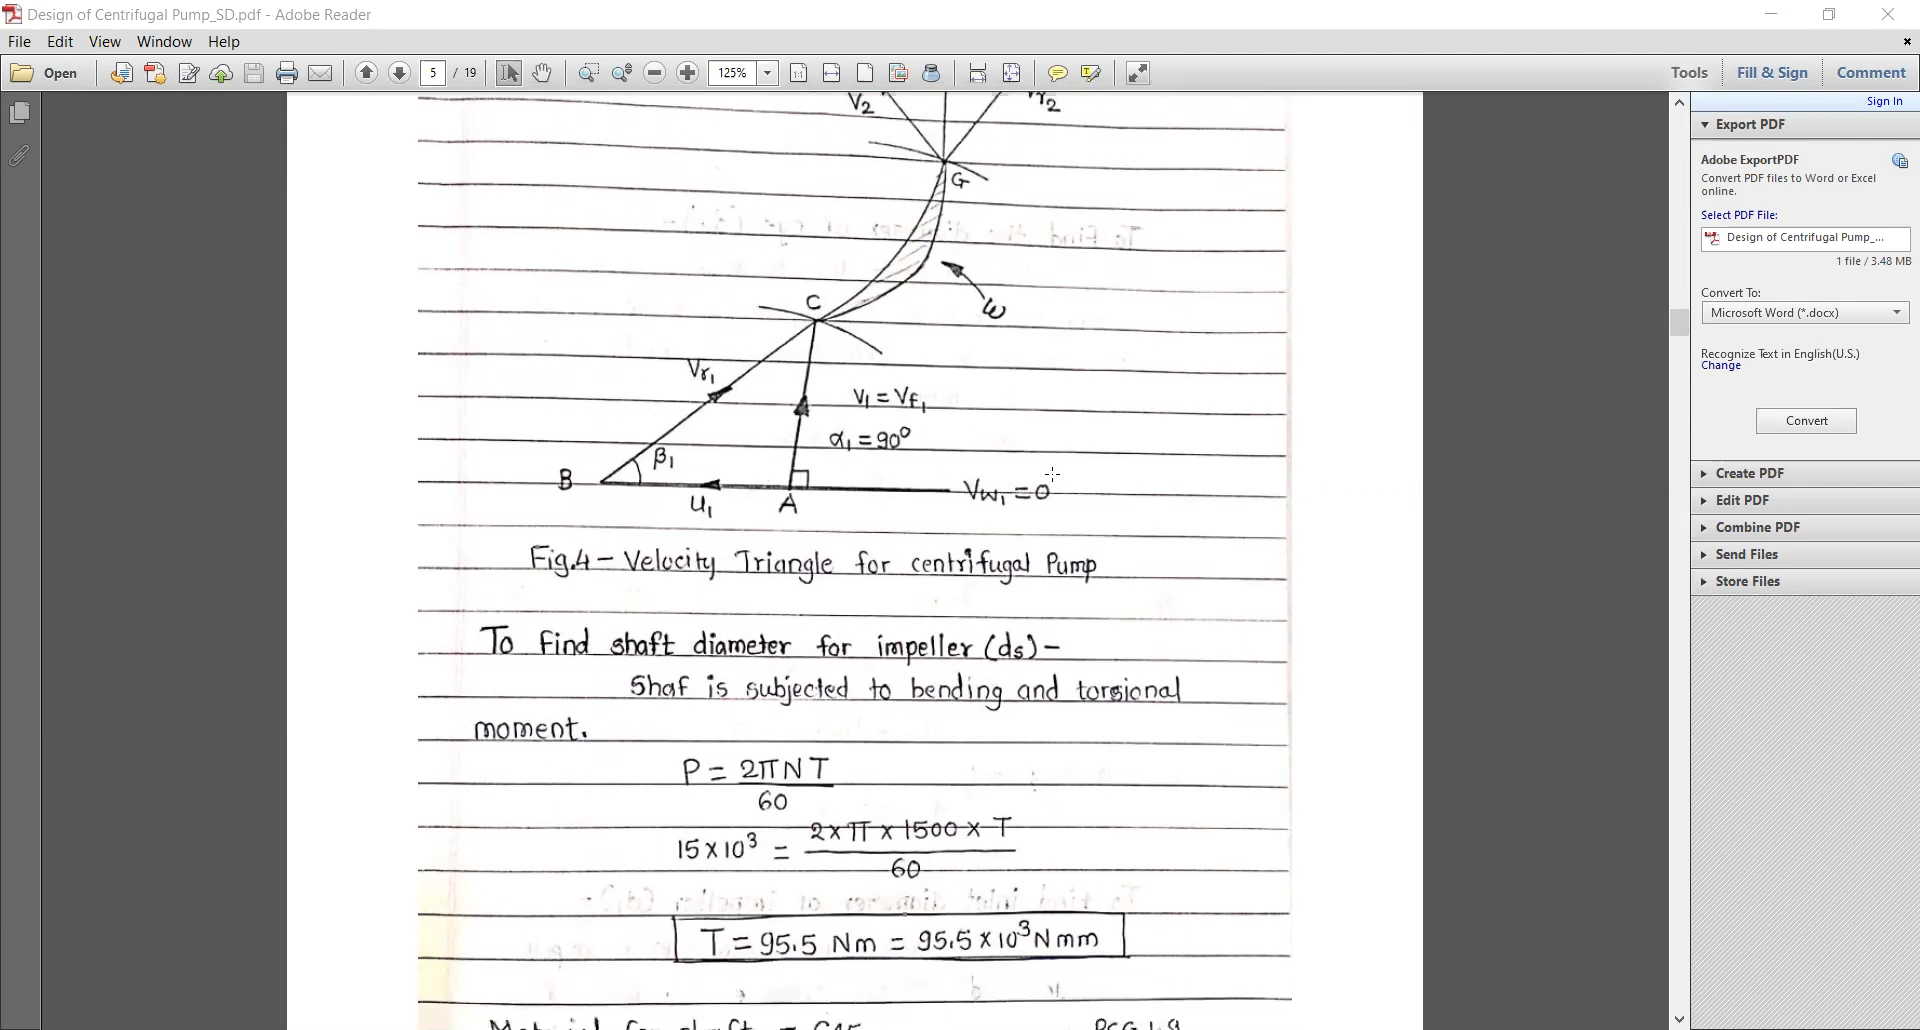 Design of Centrifugal Pump_SD.pdf - Adobe Reader
File Edit View Window Help
Open 5 / 19 125% Tools Fill & Sign Comment
Sign In
Export PDF
Adobe ExportPDF
Convert PDF files to Word or Excel
online.
Select PDF File:
Design of Centrifugal Pump_...
1 file / 3.48 MB
Convert To:
Microsoft Word (*.docx)
Recognize Text in English(U.S.)
Change
Convert
Create PDF
Edit PDF
Combine PDF
Send Files
Store Files
V₂ Vr₂
G
ω
C
Vr₁
V₁ = Vf₁
α₁ = 90°
β₁
B
u₁ A
Vw₁ = 0
Fig.4 – Velocity Triangle for centrifugal Pump
To find shaft diameter for impeller (ds) –
Shaf is subjected to bending and torsional
moment.
P = 2πNT
60
15 × 10³ = 2 × π × 1500 × T
60
T = 95.5 Nm = 95.5 × 10³ N mm